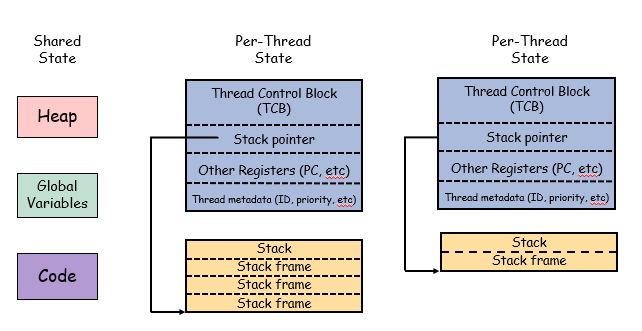 Shared
State
Heap
Global
Variables
Code
Per-Thread
State
Thread Control Block
(TCB)
Stack pointer
Other Registers (PC, etc)
Thread metadata (ID, priority, etc)
Stack
Stack frame
Stack frame
Stack frame
Per-Thread
State
Thread Control Block
(TCB)
Stack pointer
Other Registers (PC, etc)
Thread metadata (ID, priority, etc)
Stack
Stack frame